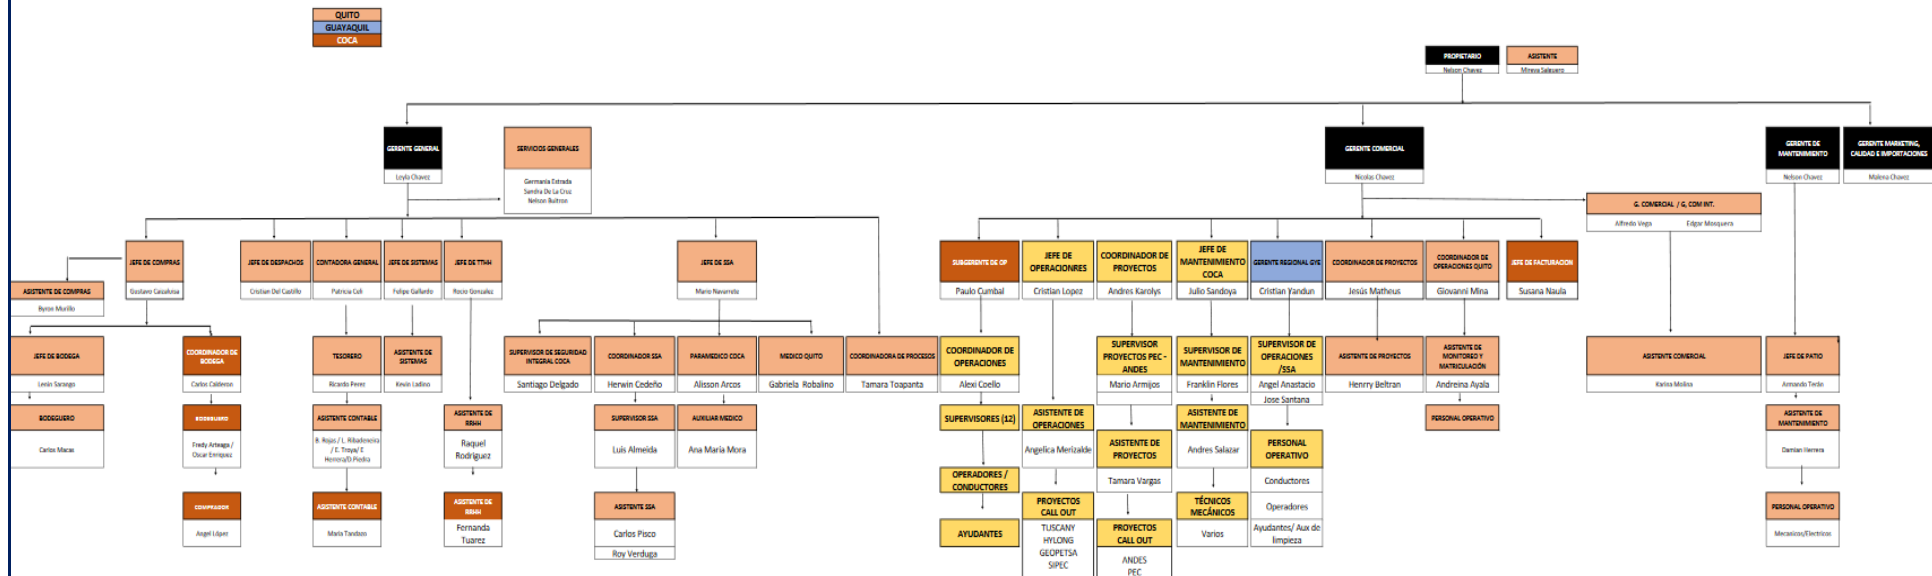 QUITO
GUAYAQUIL
COCA
PROPIETARIO
Nelson Chavez
ASISTENTE
Mireya Salguero
GERENTE GENERAL
Leyla Chavez
SERVICIOS GENERALES
Germania Estrada
Sandra De La Cruz
Nelson Buitron
GERENTE COMERCIAL
Nicolas Chavez
GERENTE DE
MANTENIMIENTO
Nelson Chavez
GERENTE MARKETING,
CALIDAD E IMPORTACIONES
Malena Chavez
G. COMERCIAL / G, COM INT.
Alfredo Vega Edgar Mosquera
JEFE DE COMPRAS
Gustavo Caizaluisa
ASISTENTE DE COMPRAS
Byron Murillo
JEFE DE DESPACHOS
Cristian Del Castillo
CONTADORA GENERAL
Patricia Celi
JEFE DE SISTEMAS
Felipe Gallardo
JEFE DE TTHH
Rocio Gonzalez
JEFE DE SSA
Mario Navarrete
SUBGERENTE DE OP
Paulo Cumbal
JEFE DE
OPERACIONRES
Cristian Lopez
COORDINADOR DE
PROYECTOS
Andres Karolys
JEFE DE
MANTENIMIENTO
COCA
Julio Sandoya
GERENTE REGIONAL GYE
Cristian Yandun
COORDINADOR DE PROYECTOS
Jesús Matheus
COORDINADOR DE
OPERACIONES QUITO
Giovanni Mina
JEFE DE FACTURACION
Susana Naula
JEFE DE BODEGA
Lenin Sarango
COORDINADOR DE
BODEGA
Carlos Calderon
TESORERO
Ricardo Perez
ASISTENTE DE
SISTEMAS
Kevin Ladino
SUPERVISOR DE SEGURIDAD
INTEGRAL COCA
Santiago Delgado
COORDINADOR SSA
Herwin Cedeño
PARAMEDICO COCA
Alisson Arcos
MEDICO QUITO
Gabriela Robalino
COORDINADORA DE PROCESOS
Tamara Toapanta
COORDINADOR DE
OPERACIONES
Alexi Coello
SUPERVISOR
PROYECTOS PEC -
ANDES
Mario Armijos
SUPERVISOR DE
MANTENIMIENTO
Franklin Flores
SUPERVISOR DE
OPERACIONES
/SSA
Angel Anastacio
Jose Santana
ASISTENTE DE PROYECTOS
Henrry Beltran
ASISTENTE DE
MONITOREO Y
MATRICULACIÓN
Andreina Ayala
ASISTENTE COMERCIAL
Karina Molina
JEFE DE PATIO
Armando Terán
BODEGUERO
Carlos Macas
BODEGUERO
Fredy Arteaga /
Oscar Enriquez
ASISTENTE CONTABLE
B. Rojas / L. Ribadeneira
/ E. Troya/ E
Herrera/D.Piedra
ASISTENTE DE
RRHH
Raquel
Rodriguez
SUPERVISOR SSA
Luis Almeida
AUXILIAR MEDICO
Ana María Mora
SUPERVISORES (12)
ASISTENTE DE
OPERACIONES
Angelica Merizalde
ASISTENTE DE
PROYECTOS
Tamara Vargas
ASISTENTE DE
MANTENIMIENTO
Andres Salazar
PERSONAL
OPERATIVO
Conductores
Operadores
Ayudantes/ Aux de
limpieza
PERSONAL OPERATIVO
ASISTENTE DE
MANTENIMIENTO
Damian Herrera
COMPRADOR
Angel López
ASISTENTE CONTABLE
Maria Tandazo
ASISTENTE DE
RRHH
Fernanda
Tuarez
ASISTENTE SSA
Carlos Pisco
Roy Verduga
OPERADORES /
CONDUCTORES
AYUDANTES
PROYECTOS
CALL OUT
TUSCANY
HYLONG
GEOPETSA
SIPEC
PROYECTOS
CALL OUT
ANDES
PEC
TÉCNICOS
MECÁNICOS
Varios
PERSONAL OPERATIVO
Mecanicos/Electricos